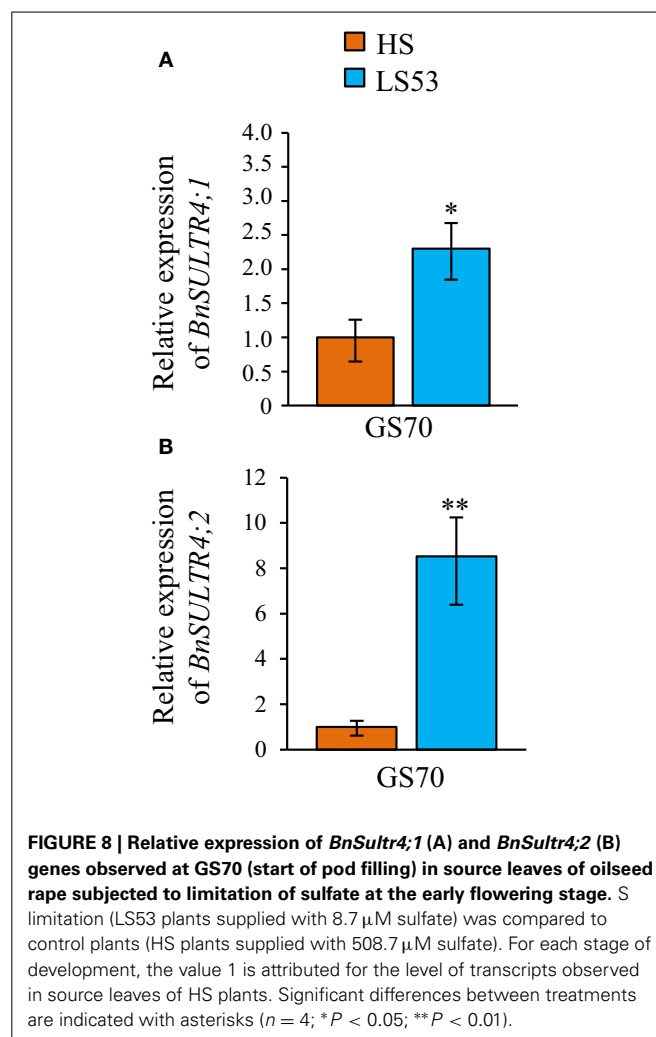 HS
LS53
A
Relative expression
of BnSULTR4;1
4.0
3.5
3.0
2.5
2.0
1.5
1.0
0.5
0
*
GS70
B
Relative expression
of BnSULTR4;2
12
10
8
6
4
2
0
**
GS70
FIGURE 8 | Relative expression of BnSultr4;1 (A) and BnSultr4;2 (B)
genes observed at GS70 (start of pod filling) in source leaves of oilseed
rape subjected to limitation of sulfate at the early flowering stage. S
limitation (LS53 plants supplied with 8.7 μM sulfate) was compared to
control plants (HS plants supplied with 508.7 μM sulfate). For each stage of
development, the value 1 is attributed for the level of transcripts observed
in source leaves of HS plants. Significant differences between treatments
are indicated with asterisks (n = 4; *P < 0.05; **P < 0.01).